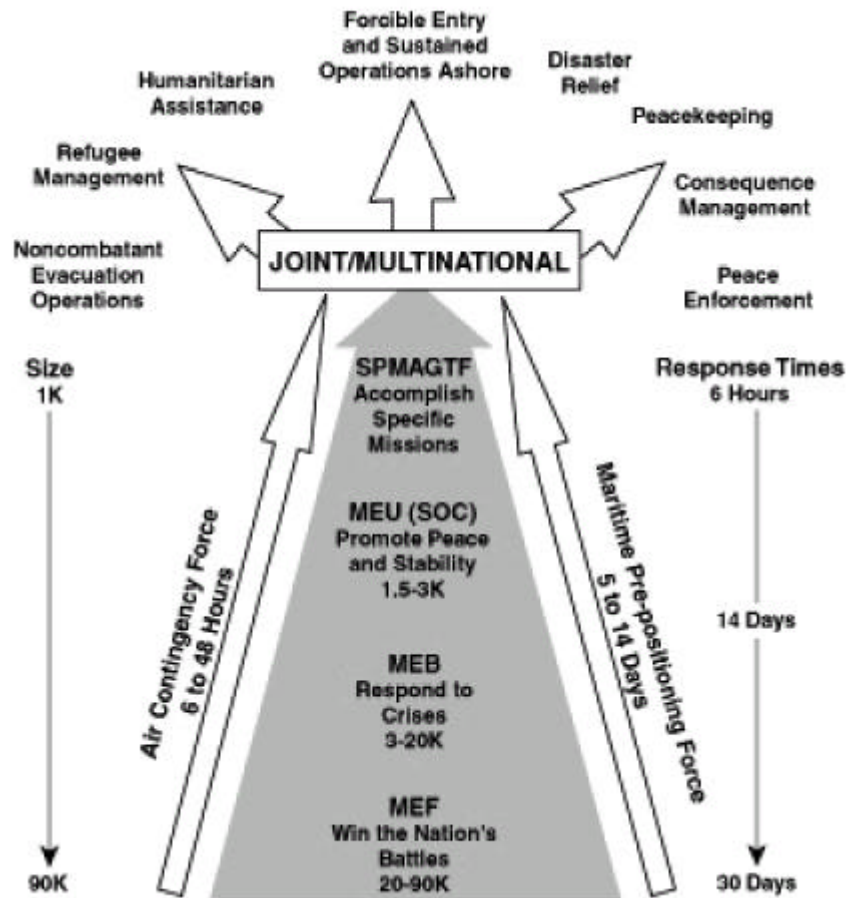 Forcible Entry
and Sustained
Operations Ashore
Disaster
Relief
Humanitarian
Assistance
Peacekeeping
Refugee
Management
Consequence
Management
JOINT/MULTINATIONAL
Noncombatant
Evacuation
Operations
Peace
Enforcement
Size
1K
SPMAGTF
Accomplish
Specific
Missions
Response Times
6 Hours
MEU (SOC)
Promote Peace
and Stability
1.5-3K
Air Contingency Force
6 to 48 Hours
Maritime Pre-positioning Force
5 to 14 Days
14 Days
MEB
Respond to
Crises
3-20K
MEF
Win the Nation's
Battles
20-90K
90K
30 Days